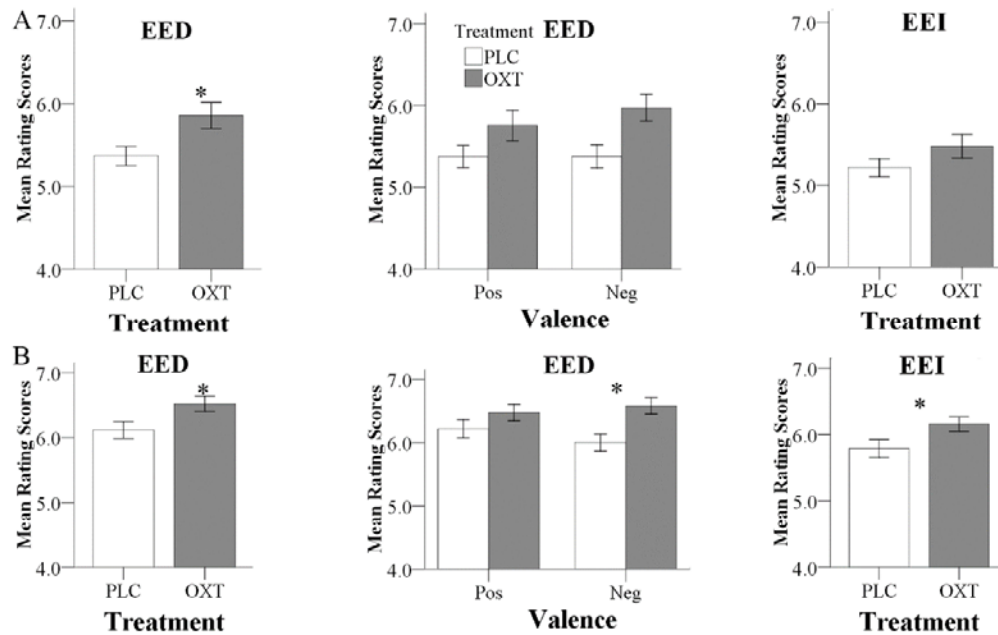 A
EED
Mean Rating Scores
7.0
6.0
5.0
4.0
*
PLC
OXT
Treatment
EED
Treatment
PLC
OXT
Mean Rating Scores
7.0
6.0
5.0
4.0
Pos
Neg
Valence
EEI
Mean Rating Scores
7.0
6.0
5.0
4.0
PLC
OXT
Treatment
B
EED
Mean Rating Scores
7.0
6.0
5.0
4.0
*
PLC
OXT
Treatment
EED
Mean Rating Scores
7.0
6.0
5.0
4.0
*
Pos
Neg
Valence
EEI
Mean Rating Scores
7.0
6.0
5.0
4.0
*
PLC
OXT
Treatment